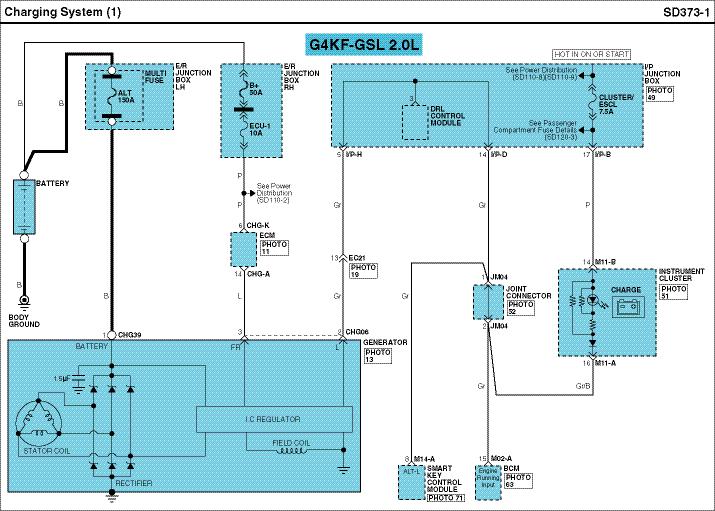 Charging System (1)
SD373-1
G4KF-GSL 2.0L
HOT IN ON OR START
E/R
JUNCTION
BOX
LH
MULTI
FUSE
ALT
150A
E/R
JUNCTION
BOX
RH
B+
50A
ECU-1
10A
See Power Distribution
(SD110-8)(SD110-9)
I/P
JUNCTION
BOX
PHOTO
49
CLUSTER/
ESCL
7.5A
3
DRL
CONTROL
MODULE
See Passenger
Compartment Fuse Details
(SD120-3)
5
I/P-H
14
I/P-D
17
I/P-B
B
B
B
B
P
P
Gr
Gr
P
BATTERY
See Power
Distribution
(SD110-2)
6
CHG-K
ECM
PHOTO
11
14
CHG-A
L
13
EC21
PHOTO
19
Gr
Gr
1
JM04
JOINT
CONNECTOR
PHOTO
52
2
JM04
14
M11-B
INSTRUMENT
CLUSTER
PHOTO
51
CHARGE
16
M11-A
BODY
GROUND
1
CHG39
3
2
CHG06
BATTERY
FR
L
GENERATOR
PHOTO
13
1.5μF
I.C REGULATOR
FIELD COIL
STATOR COIL
RECTIFIER
Gr
Gr/B
8
M14-A
ALT-L
SMART
KEY
CONTROL
MODULE
PHOTO 71
15
M02-A
Engine
Running
Input
BCM
PHOTO
63